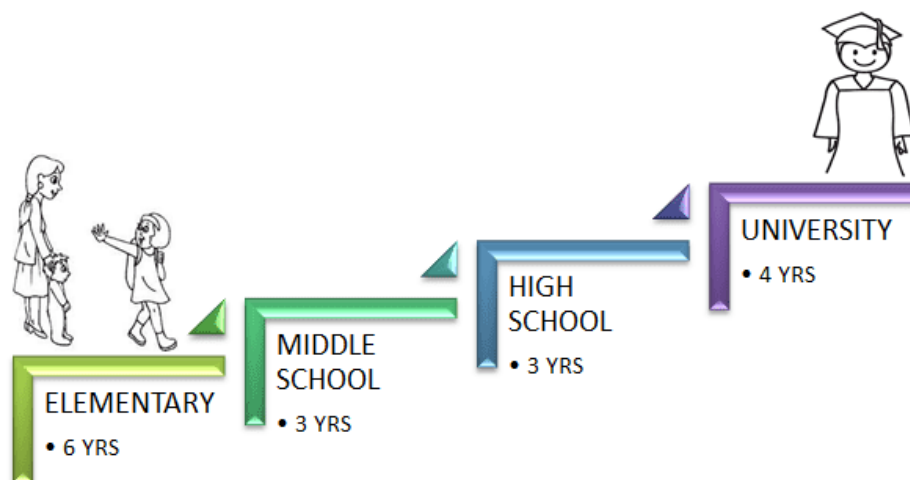 ELEMENTARY
• 6 YRS
MIDDLE
SCHOOL
• 3 YRS
HIGH
SCHOOL
• 3 YRS
UNIVERSITY
• 4 YRS